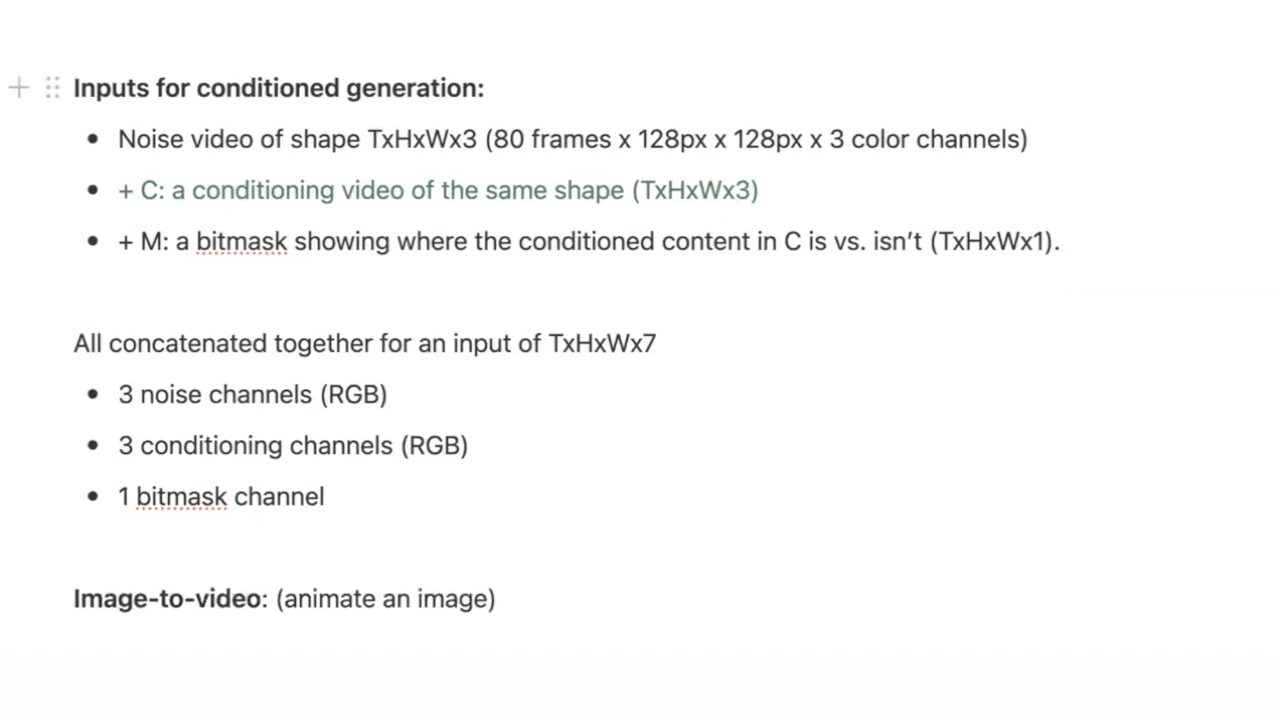 Inputs for conditioned generation:
• Noise video of shape TxHxWx3 (80 frames x 128px x 128px x 3 color channels)
• + C: a conditioning video of the same shape (TxHxWx3)
• + M: a bitmask showing where the conditioned content in C is vs. isn’t (TxHxWx1).
All concatenated together for an input of TxHxWx7
• 3 noise channels (RGB)
• 3 conditioning channels (RGB)
• 1 bitmask channel
Image-to-video: (animate an image)